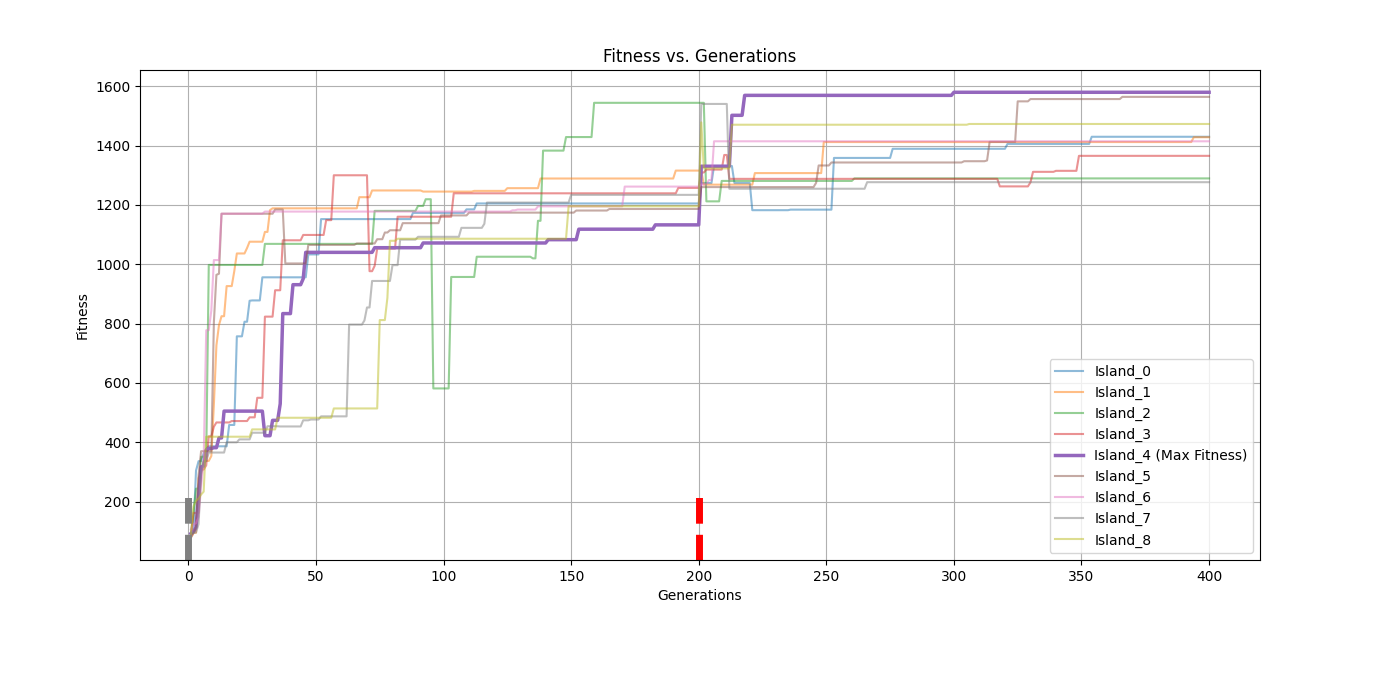 Fitness vs. Generations
Fitness
1600
1400
1200
1000
800
600
400
200
0
50
100
150
200
250
300
350
400
Generations
Island_0
Island_1
Island_2
Island_3
Island_4 (Max Fitness)
Island_5
Island_6
Island_7
Island_8